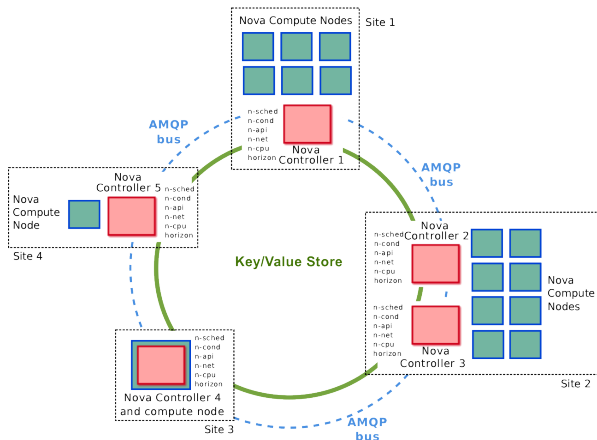 Nova Compute Nodes
Site 1
n-sched
n-cond
n-api
n-net
n-cpu
horizon
Nova
Controller 1
AMQP
bus
AMQP
bus
Nova
Controller 5
Nova
Compute
Node
n-sched
n-cond
n-api
n-net
n-cpu
horizon
Site 4
Key/Value Store
Nova
Controller 2
n-sched
n-cond
n-api
n-net
n-cpu
horizon
Nova
Compute
Nodes
n-sched
n-cond
n-api
n-net
n-cpu
horizon
Nova
Controller 3
Site 2
n-sched
n-cond
n-api
n-net
n-cpu
horizon
Nova Controller 4
and compute node
Site 3
AMQP
bus